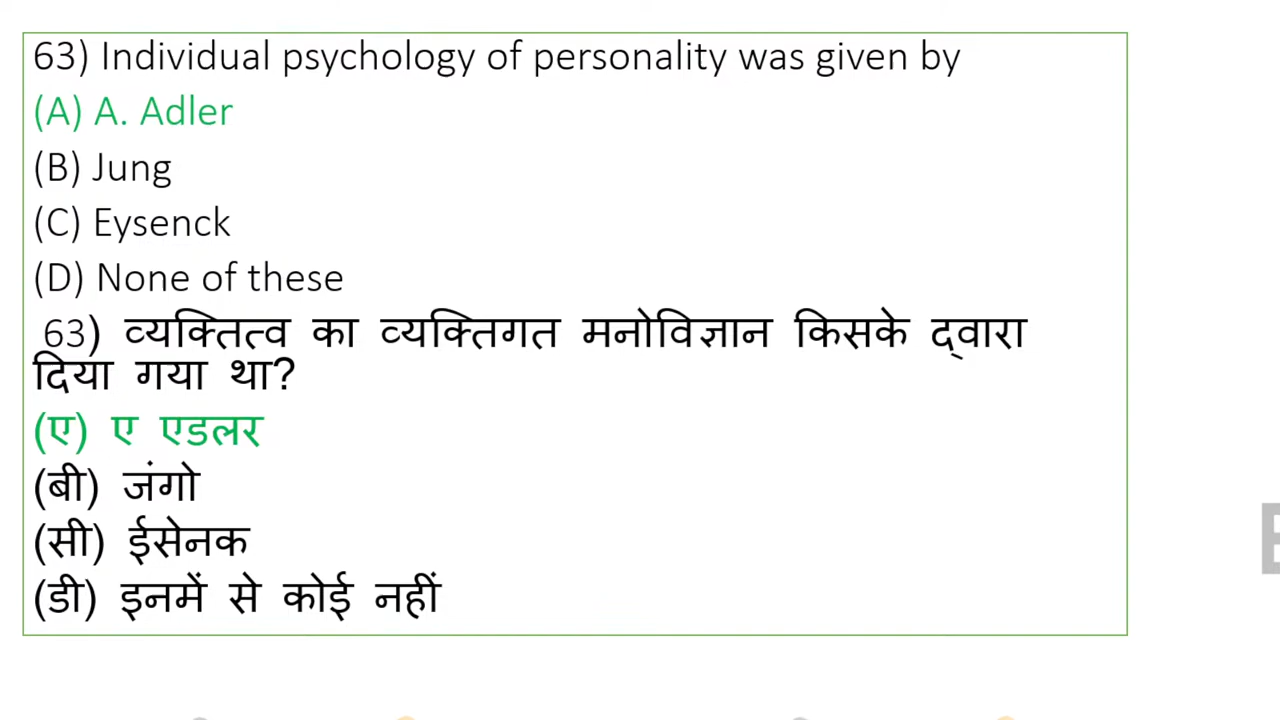 63) Individual psychology of personality was given by
(A) A. Adler
(B) Jung
(C) Eysenck
(D) None of these
63) व्यक्तित्व का व्यक्तिगत मनोविज्ञान किसके द्वारा
दिया गया था?
(ए) ए एडलर
(बी) जंगो
(सी) ईसेनक
(डी) इनमें से कोई नहीं